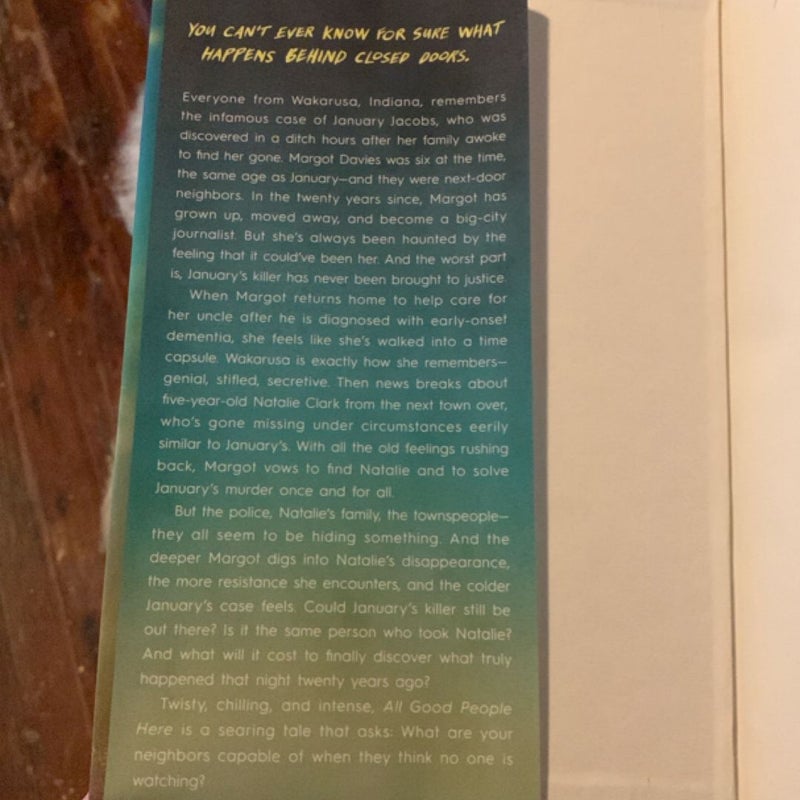 YOU CAN'T EVER KNOW FOR SURE WHAT
HAPPENS BEHIND CLOSED DOORS.
Everyone from Wakarusa, Indiana, remembers
the infamous case of January Jacobs, who was
discovered in a ditch hours after her family awoke
to find her gone. Margot Davies was six at the time,
the same age as January—and they were next-door
neighbors. In the twenty years since, Margot has
grown up, moved away, and become a big-city
journalist. But she's always been haunted by the
feeling that it could've been her. And the worst part
is, January's killer has never been brought to justice.
When Margot returns home to help care for
her uncle after he is diagnosed with early-onset
dementia, she feels like she's walked into a time
capsule. Wakarusa is exactly how she remembers—
genial, stifled, secretive. Then news breaks about
five-year-old Natalie Clark from the next town over,
who's gone missing under circumstances eerily
similar to January's. With all the old feelings rushing
back, Margot vows to find Natalie and to solve
January's murder once and for all.
But the police, Natalie's family, the townspeople—
they all seem to be hiding something. And the
deeper Margot digs into Natalie's disappearance,
the more resistance she encounters, and the colder
January's case feels. Could January's killer still be
out there? Is it the same person who took Natalie?
And what will it cost to finally discover what truly
happened that night twenty years ago?
Twisty, chilling, and intense, All Good People
Here is a searing tale that asks: What are your
neighbors capable of when they think no one is
watching?